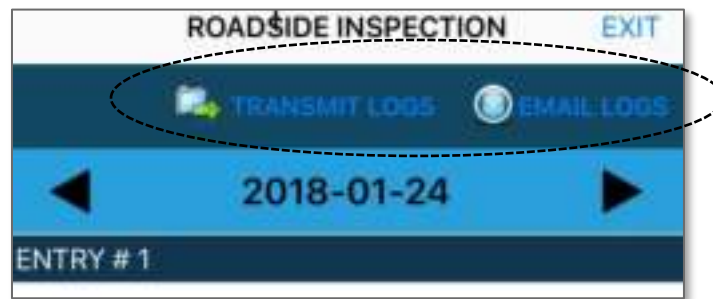 ROADSIDE INSPECTION EXIT
TRANSMIT LOGS EMAIL LOGS
2018-01-24
ENTRY # 1